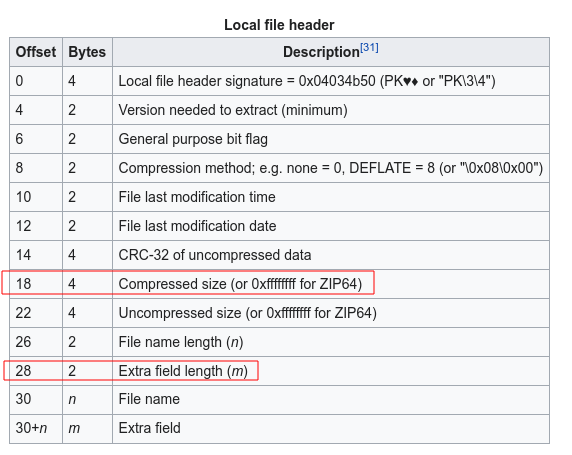 Local file header
Offset Bytes Description[31]
0 4 Local file header signature = 0x04034b50 (PK♥♦ or "PK\3\4")
4 2 Version needed to extract (minimum)
6 2 General purpose bit flag
8 2 Compression method; e.g. none = 0, DEFLATE = 8 (or "\0x08\0x00")
10 2 File last modification time
12 2 File last modification date
14 4 CRC-32 of uncompressed data
18 4 Compressed size (or 0xffffffff for ZIP64)
22 4 Uncompressed size (or 0xffffffff for ZIP64)
26 2 File name length (n)
28 2 Extra field length (m)
30 n File name
30+n m Extra field